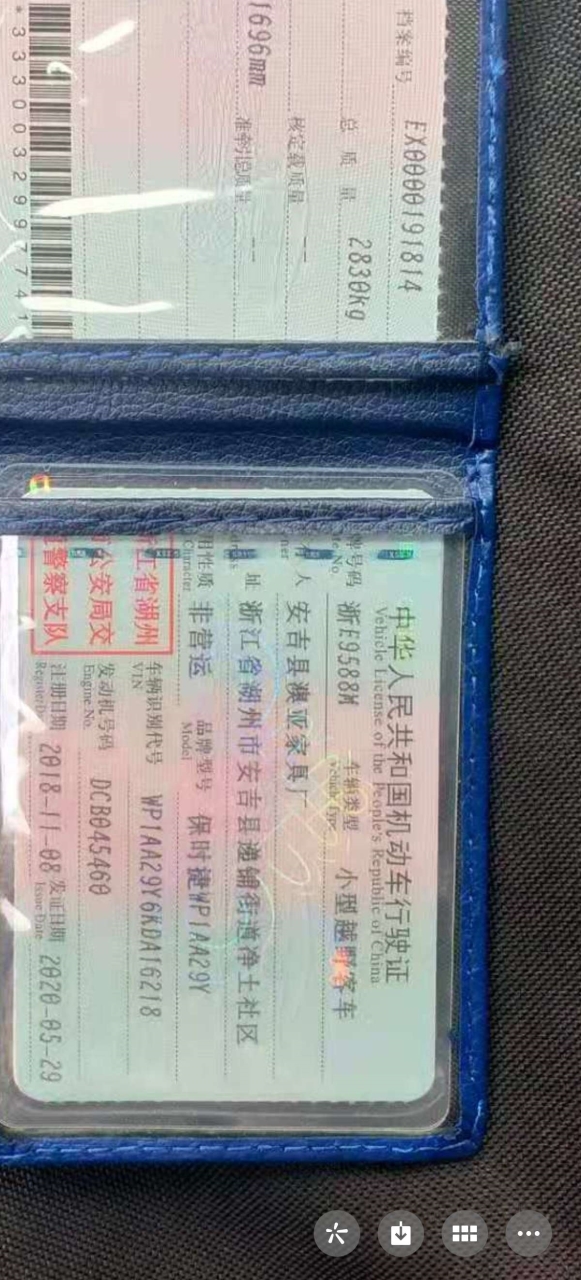 档案编号 EX0000191814
总质量 2830kg
核定载质量 --
1696mm 准牵引总质量 --
*33300032997741
中华人民共和国机动车行驶证
Vehicle License of the People's Republic of China
牌号码 浙E9588M 车辆类型 小型越野客车
No. Vehicle Type
有人 安吉县澳亚家具厂
址 浙江省湖州市安吉县递铺街道净土社区
用性质 非营运 品牌型号 保时捷WP1AA29Y
Character Model
江省湖州
公安局交
警察支队
车辆识别代号 WP1AA29Y6KDA16218
VIN
发动机号码 DCB045460
Engine No.
注册日期 2018-11-08 发证日期 2020-05-29
Register Issue Date